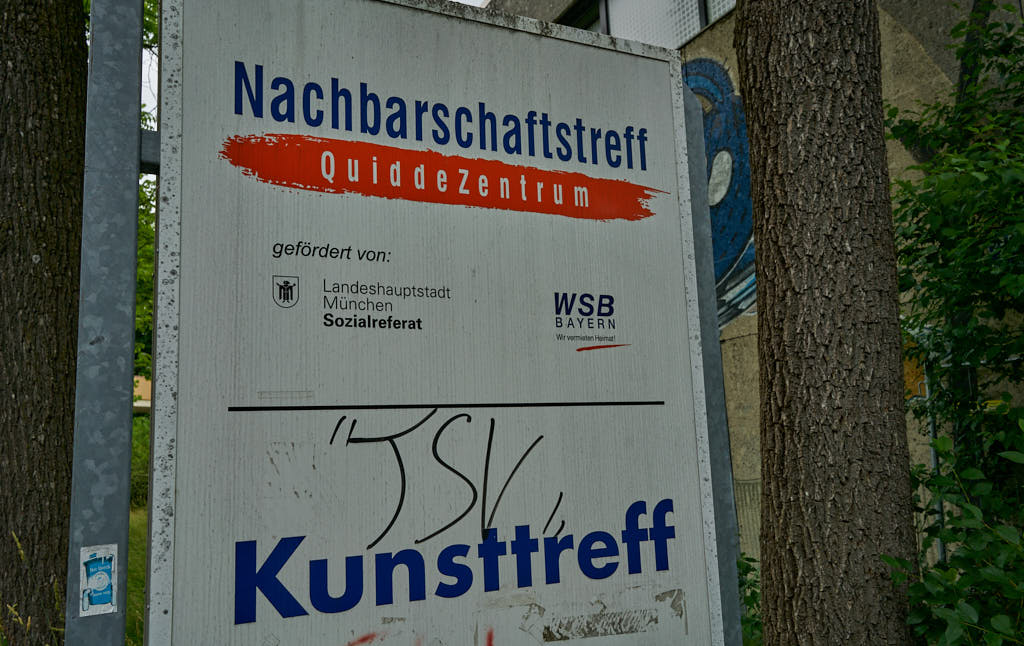 Nachbarschaftstreff
QuiddeZentrum
gefördert von:
Landeshauptstadt
München
Sozialreferat
WSB
BAYERN
Wir vermieten Heimat!
"TSV"
Kunsttreff